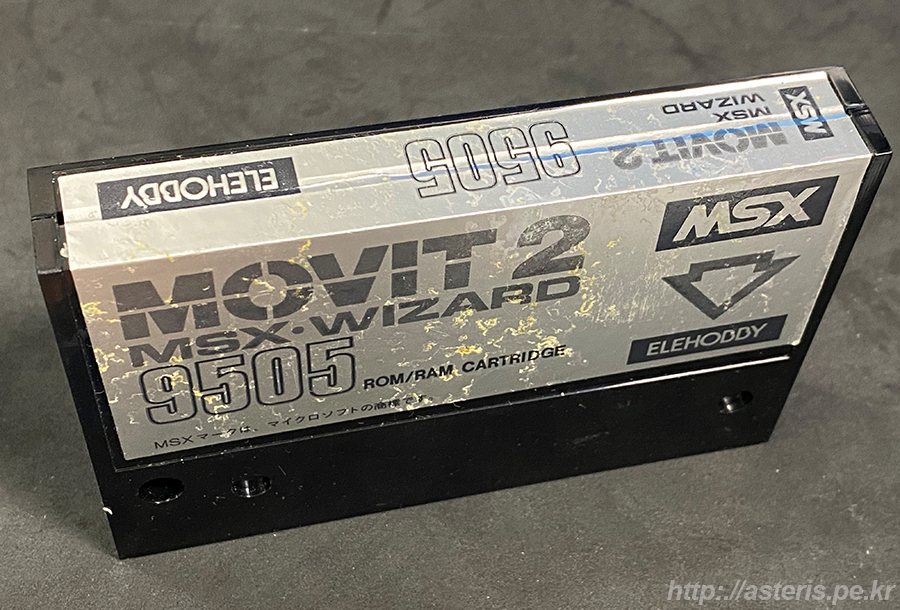 ELEHOBBY
9505
MOVIT 2
MSX
WIZARD
MSX
MOVIT 2
MSX・WIZARD
9505 ROM/RAM CARTRIDGE
MSXマークは、マイクロソフトの商標です。
MSX
ELEHOBBY
http://asteris.pe.kr